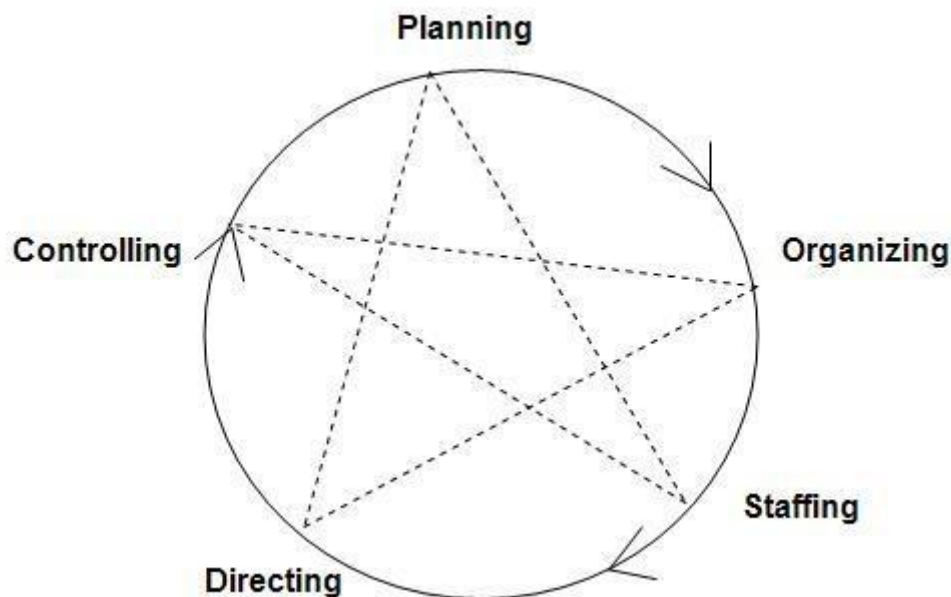 Planning
Controlling
Organizing
Staffing
Directing